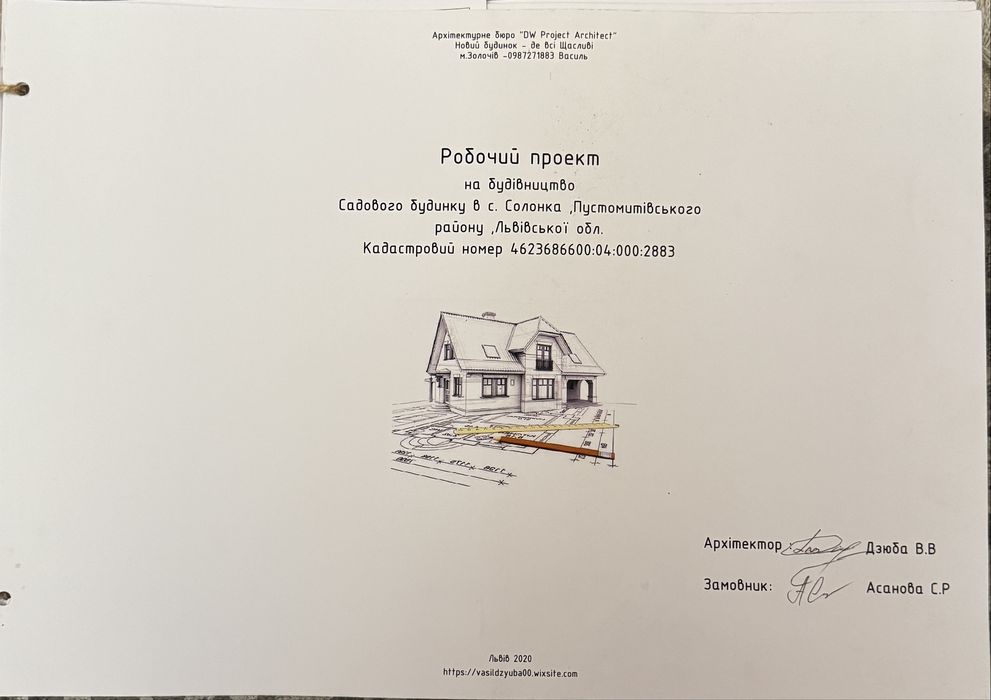 Архітектурне бюро "DW Project Architect"
Новий будинок - де всі Щасливі
м.Золочів -0987271883 Василь
Робочий проект
на будівництво
Садового будинку в с. Солонка ,Пустомитівського
району ,Львівської обл.
Кадастровий номер 4623686600:04:000:2883
Архітектор: Дзюба В.В
Замовник: Асанова С.Р
Львів 2020
https://vasildzyuba00.wixsite.com